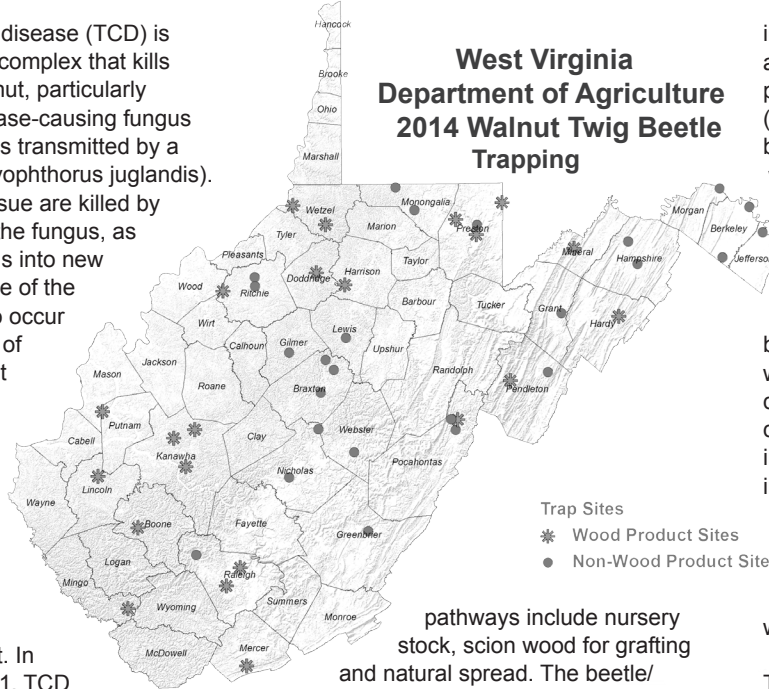 disease (TCD) is
complex that kills
nut, particularly
ase-causing fungus
s transmitted by a
yophthorus juglandis).
sue are killed by
the fungus, as
s into new
e of the
o occur
of
t
t. In
1, TCD
West Virginia
Department of Agriculture
2014 Walnut Twig Beetle
Trapping
Hancock
Brooke
Ohio
Marshall
Wetzel
Monongalia
Marion
Preston
Tyler
Morgan
Berkeley
Jefferson
Mineral
Hampshire
Pleasants
Doddridge
Harrison
Taylor
Wood
Ritchie
Barbour
Tucker
Grant
Hardy
Wirt
Lewis
Calhoun
Gilmer
Upshur
Jackson
Mason
Roane
Randolph
Braxton
Pendleton
Putnam
Cabell
Clay
Webster
Kanawha
Pocahontas
Nicholas
Lincoln
Wayne
Boone
Fayette
Greenbrier
Logan
Raleigh
Mingo
Wyoming
Summers
Monroe
McDowell
Mercer
Trap Sites
Wood Product Sites
Non-Wood Product Site
pathways include nursery
stock, scion wood for grafting
and natural spread. The beetle/
i
a
p
(
b
b
w
c
c
i
i
w
T